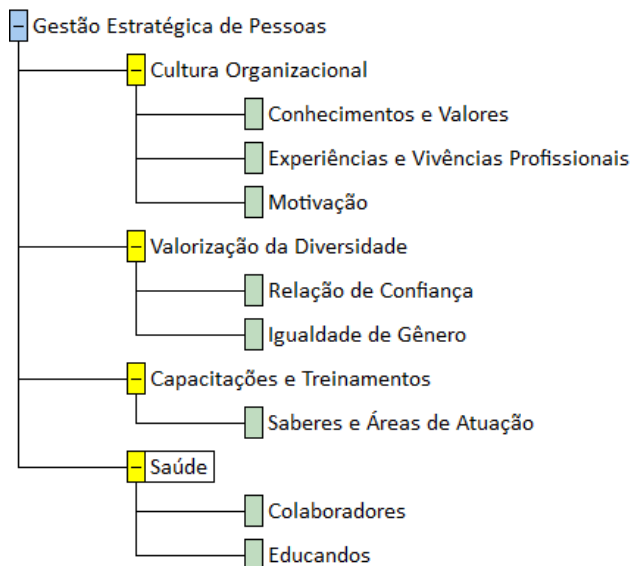 Gestão Estratégica de Pessoas
Cultura Organizacional
Conhecimentos e Valores
Experiências e Vivências Profissionais
Motivação
Valorização da Diversidade
Relação de Confiança
Igualdade de Gênero
Capacitações e Treinamentos
Saberes e Áreas de Atuação
Saúde
Colaboradores
Educandos